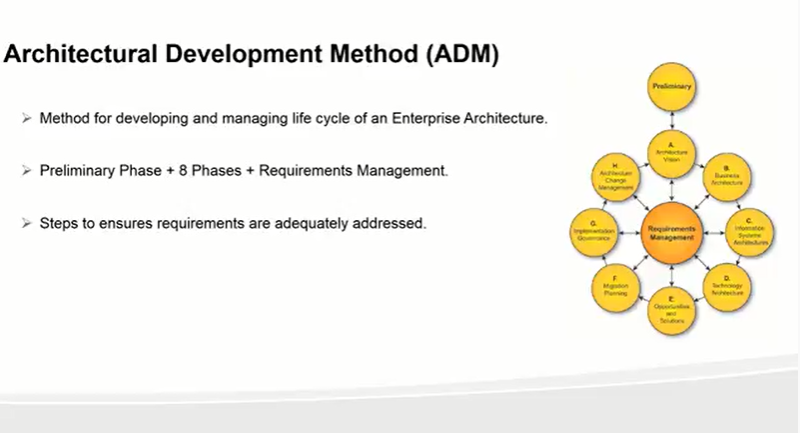 Architectural Development Method (ADM)
Method for developing and managing life cycle of an Enterprise Architecture.
Preliminary Phase + 8 Phases + Requirements Management.
Steps to ensures requirements are adequately addressed.
Preliminary
A.
Architecture
Vision
B.
Business
Architecture
C.
Information
Systems
Architectures
D.
Technology
Architecture
E.
Opportunities
and
Solutions
F.
Migration
Planning
G.
Implementation
Governance
H.
Architecture
Change
Management
Requirements
Management